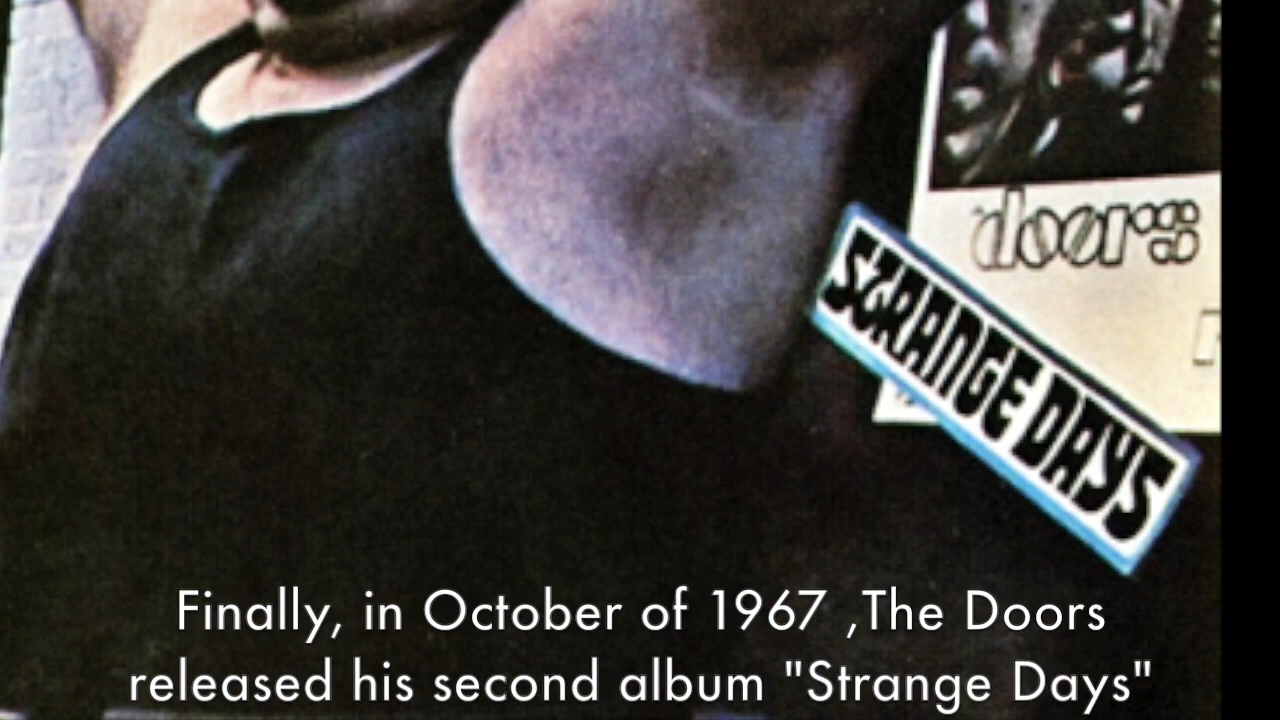 doors
STRANGE DAYS
Finally, in October of 1967 ,The Doors
released his second album "Strange Days"